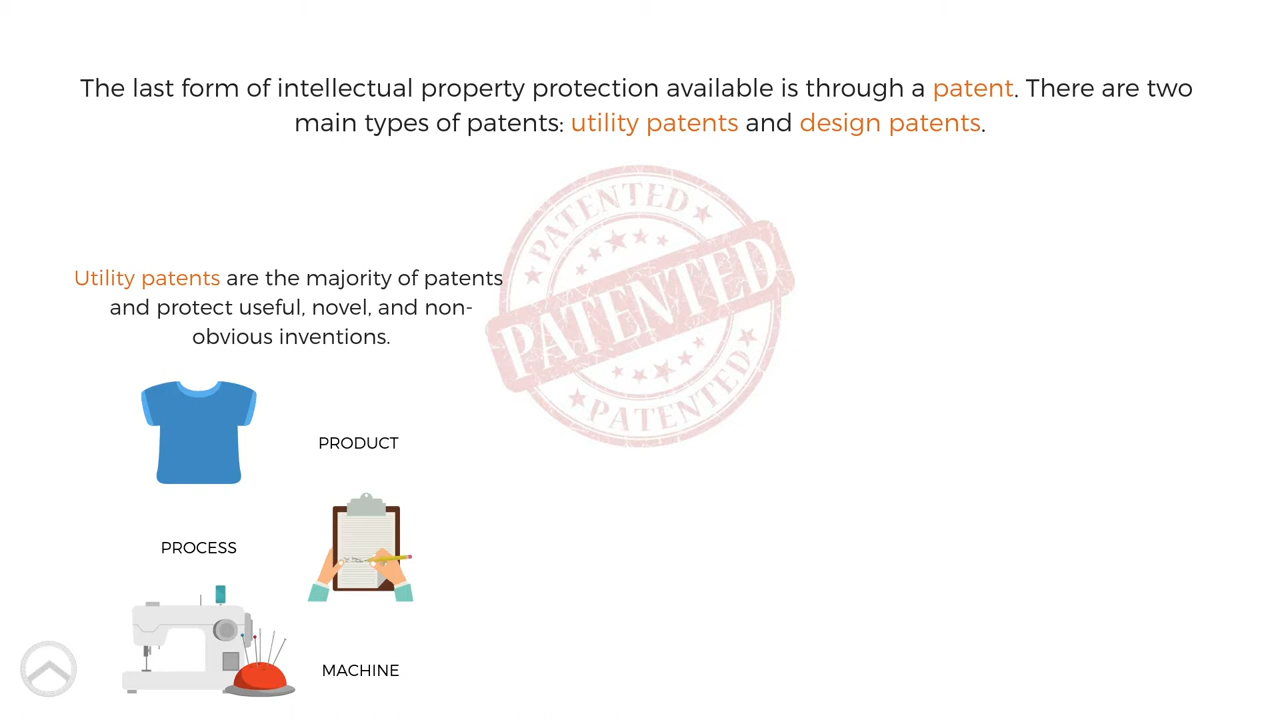 The last form of intellectual property protection available is through a patent. There are two
main types of patents: utility patents and design patents.
PATENTED
PATENTED
PATENTED
Utility patents are the majority of patents
and protect useful, novel, and non-
obvious inventions.
PRODUCT
PROCESS
MACHINE